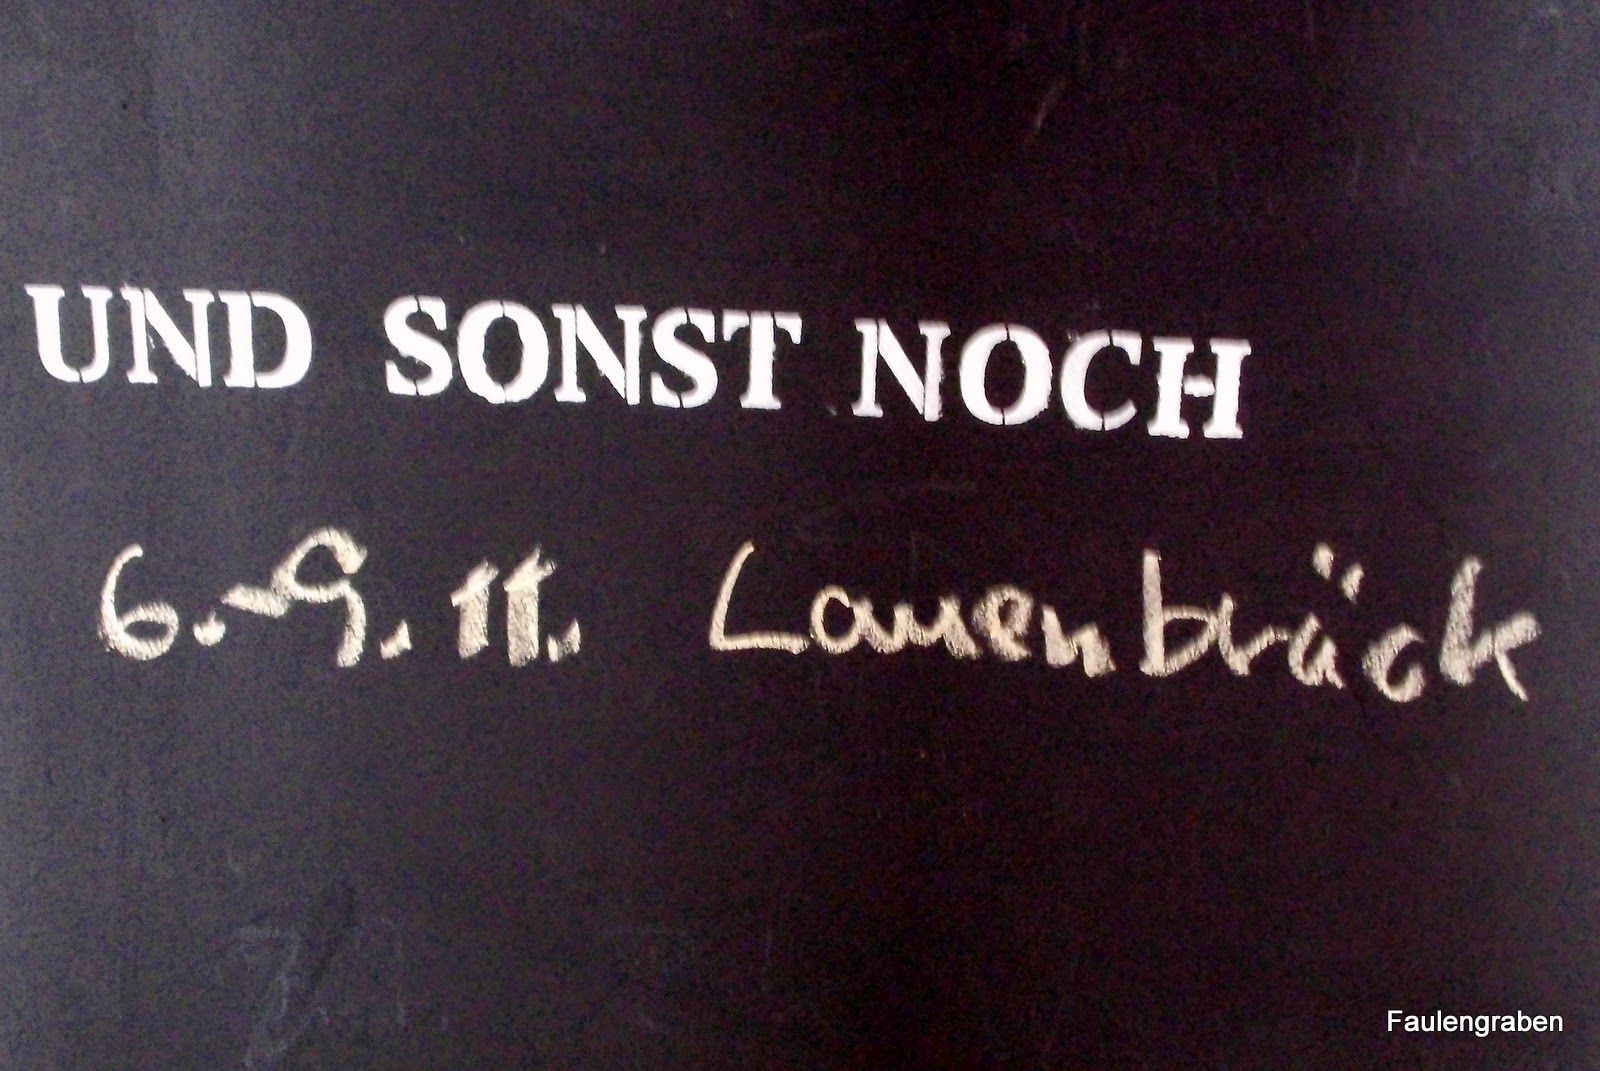 UND SONST NOCH
6.-9.11. Lauenbrück
Faulengraben